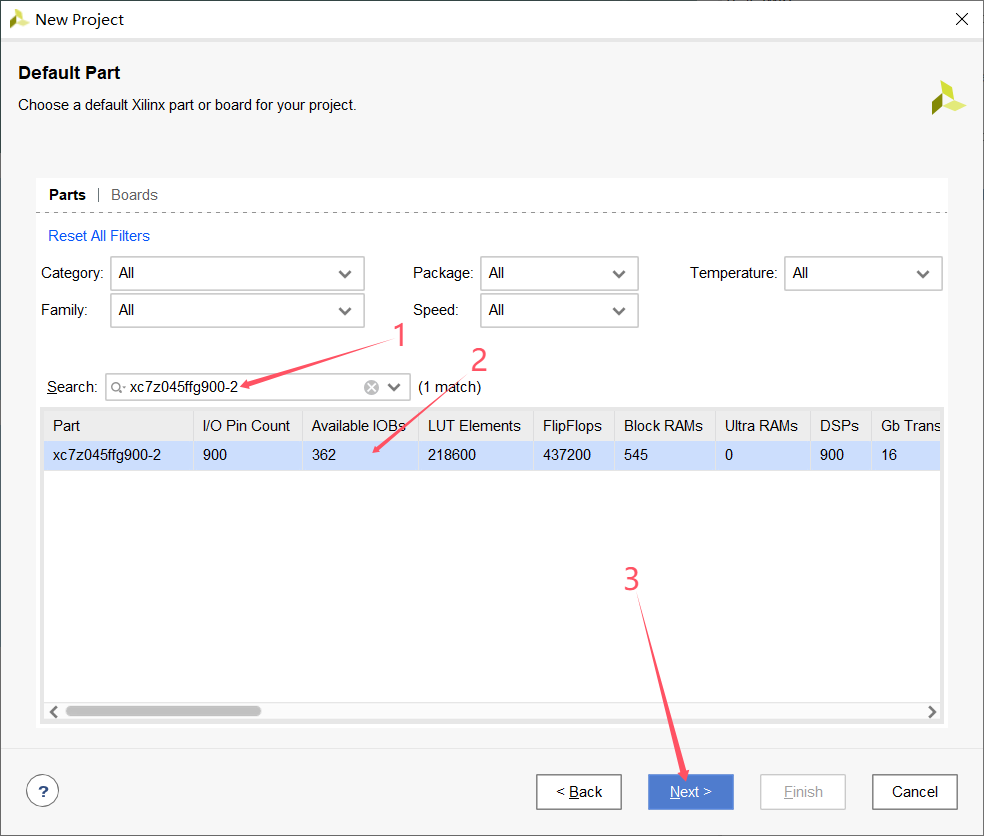 New Project
Default Part
Choose a default Xilinx part or board for your project.
Parts | Boards
Reset All Filters
Category: All Package: All Temperature: All
Family: All Speed: All
1
2
Search: xc7z045ffg900-2 (1 match)
Part I/O Pin Count Available IOBs LUT Elements FlipFlops Block RAMs Ultra RAMs DSPs Gb Trans
xc7z045ffg900-2 900 362 218600 437200 545 0 900 16
3
? < Back Next > Finish Cancel